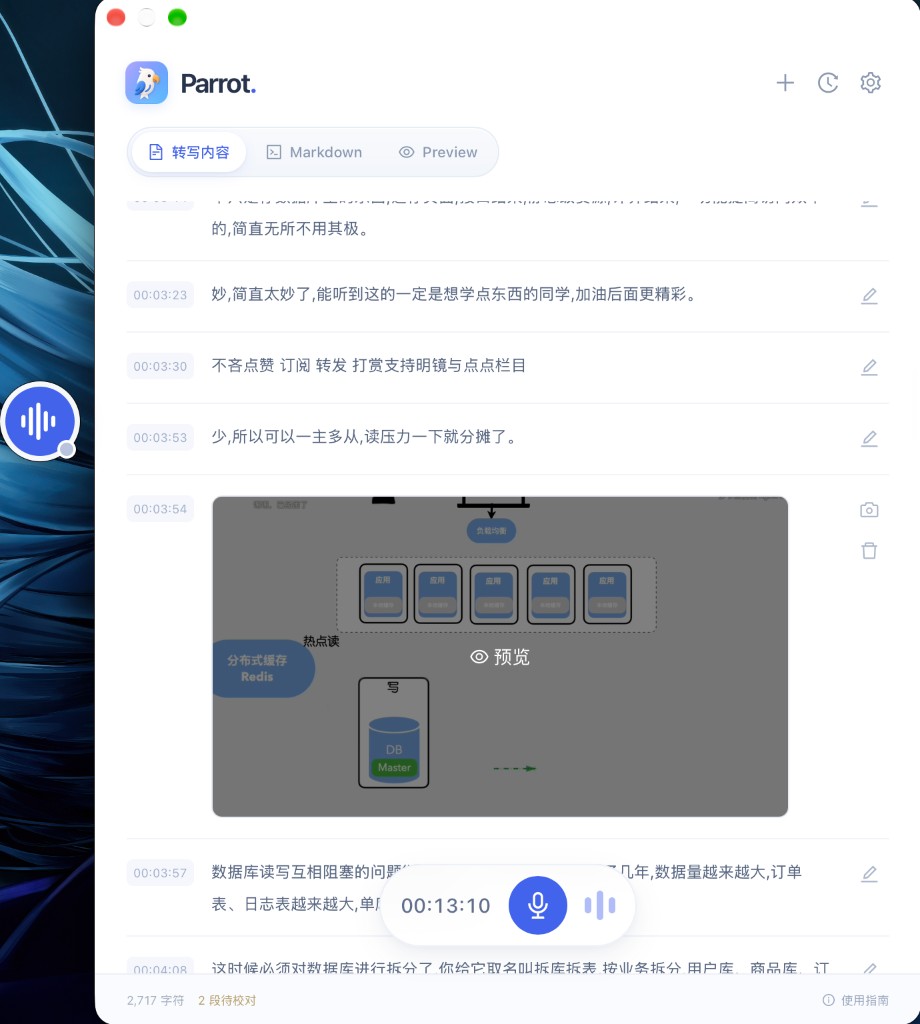 Parrot.
转写内容
Markdown
Preview
的,简直无所不用其极。
00:03:23
妙,简直太妙了,能听到这的一定是想学点东西的同学,加油后面更精彩。
00:03:30
不吝点赞 订阅 转发 打赏支持明镜与点点栏目
00:03:53
少,所以可以一主多从,读压力一下就分摊了。
00:03:54
负载均衡
应用 应用 应用 应用 应用
热点读
分布式缓存
Redis
预览
写
DB
Master
00:03:57
数据库读写互相阻塞的问题
几年,数据量越来越大,订单
表、日志表越来越大,单
00:13:10
00:04:08
这时候必须对数据库进行拆分了,你给它取名叫拆库拆表,按业务拆分,用户库、商品库、订
2,717 字符
2 段待校对
使用指南